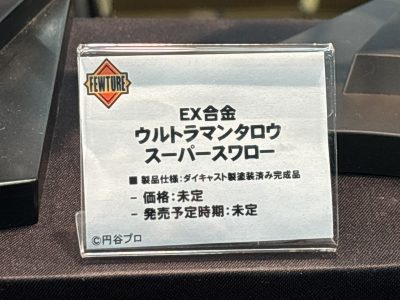 FEWTURE
EX合金
ウルトラマンタロウ
スーパースワロー
■ 製品仕様：ダイキャスト製塗装済み完成品
- 価格：未定
- 発売予定時期：未定
©円谷プロ